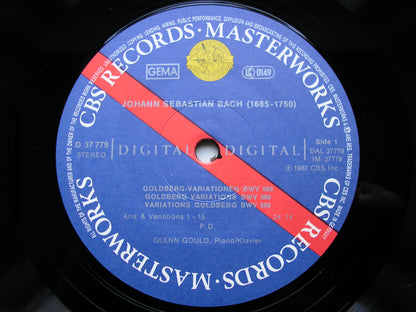 CBS RECORDS · MASTERWORKS
GEMA
LC 0149
JOHANN SEBASTIAN BACH (1685-1750)
D 37 779
STEREO
DIGITAL DIGITAL
Side 1
DAL 37779
IM 37779
℗ 1982 CBS Inc
GOLDBERG-VARIATIONEN BWV 988
GOLDBERG VARIATIONS BWV 988
VARIATIONS GOLDBERG BWV 988
Aria & Variations 1 - 15
P. D.
GLENN GOULD, Piano/Klavier
CBS RECORDS · MASTERWORKS